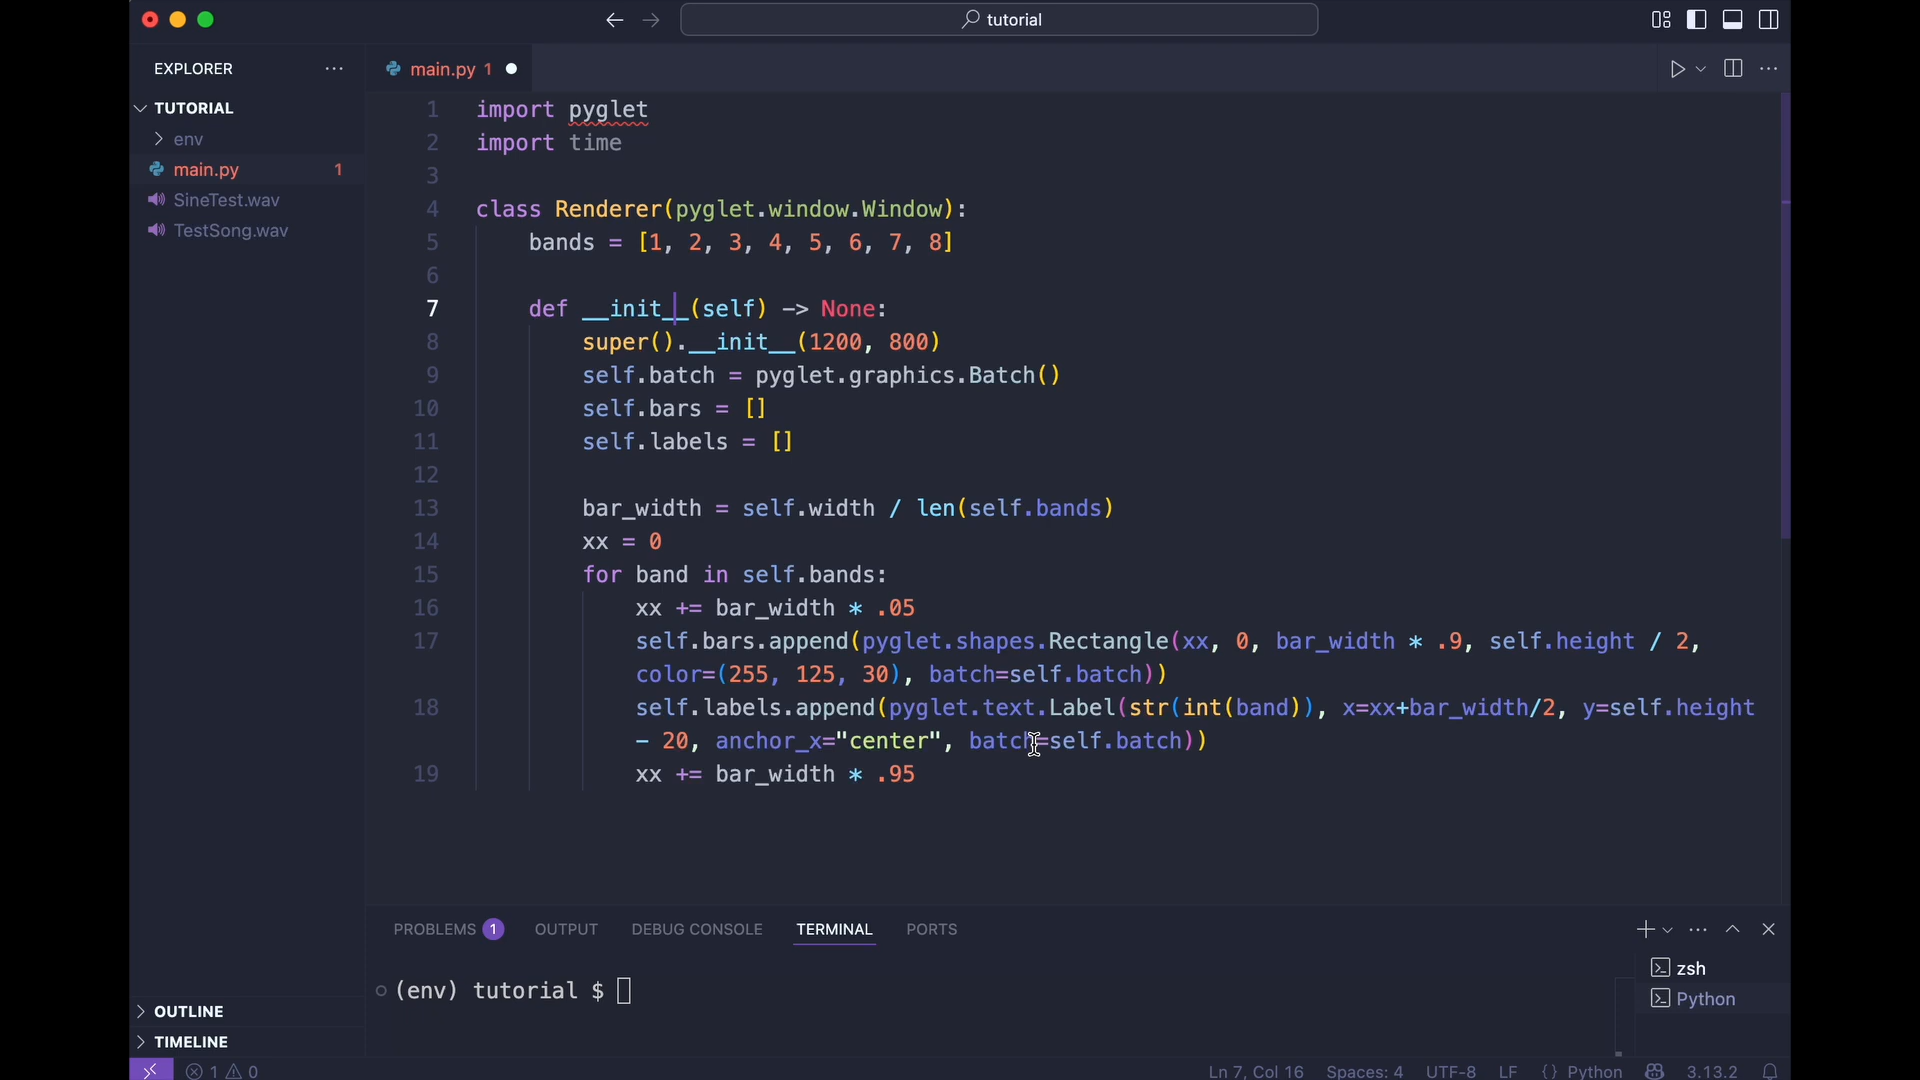 tutorial
EXPLORER
main.py 1
TUTORIAL
env
main.py 1
SineTest.wav
TestSong.wav
1 import pyglet
2 import time
3
4 class Renderer(pyglet.window.Window):
5 bands = [1, 2, 3, 4, 5, 6, 7, 8]
6
7 def __init__(self) -> None:
8 super().__init__(1200, 800)
9 self.batch = pyglet.graphics.Batch()
10 self.bars = []
11 self.labels = []
12
13 bar_width = self.width / len(self.bands)
14 xx = 0
15 for band in self.bands:
16 xx += bar_width * .05
17 self.bars.append(pyglet.shapes.Rectangle(xx, 0, bar_width * .9, self.height / 2,
color=(255, 125, 30), batch=self.batch))
18 self.labels.append(pyglet.text.Label(str(int(band)), x=xx+bar_width/2, y=self.height
- 20, anchor_x="center", batch=self.batch))
19 xx += bar_width * .95
PROBLEMS 1 OUTPUT DEBUG CONSOLE TERMINAL PORTS
(env) tutorial $
zsh
Python
OUTLINE
TIMELINE
1 0
Ln 7, Col 16 Spaces: 4 UTF-8 LF {} Python 3.13.2